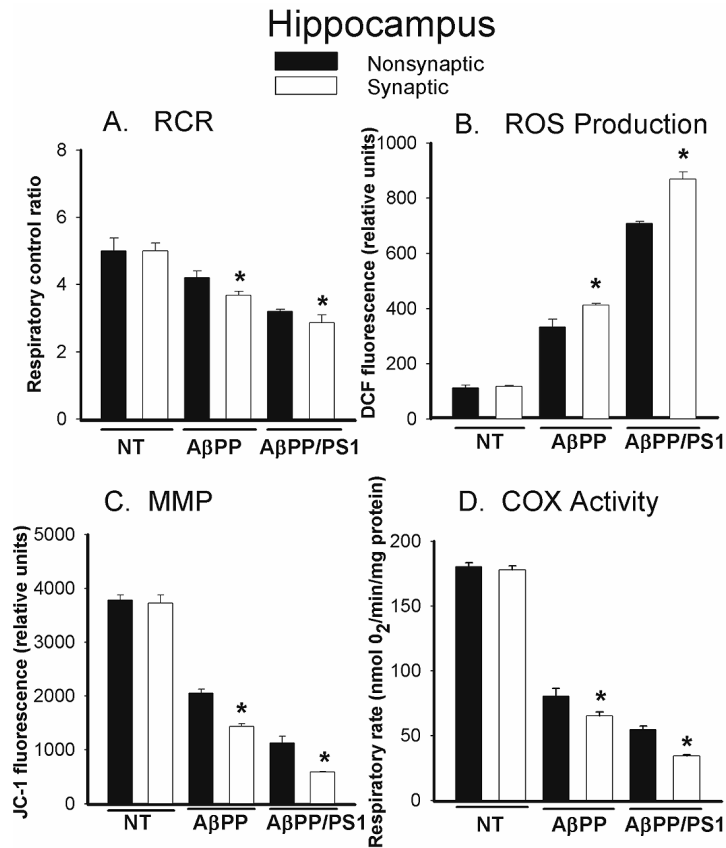 Hippocampus
Nonsynaptic
Synaptic
A. RCR
Respiratory control ratio
8
6
4
2
0
NT
AβPP
AβPP/PS1
*
*
B. ROS Production
DCF fluorescence (relative units)
1000
800
600
400
200
0
NT
AβPP
AβPP/PS1
*
*
C. MMP
JC-1 fluorescence (relative units)
5000
4000
3000
2000
1000
0
NT
AβPP
AβPP/PS1
*
*
D. COX Activity
Respiratory rate (nmol 0₂/min/mg protein)
200
150
100
50
0
NT
AβPP
AβPP/PS1
*
*